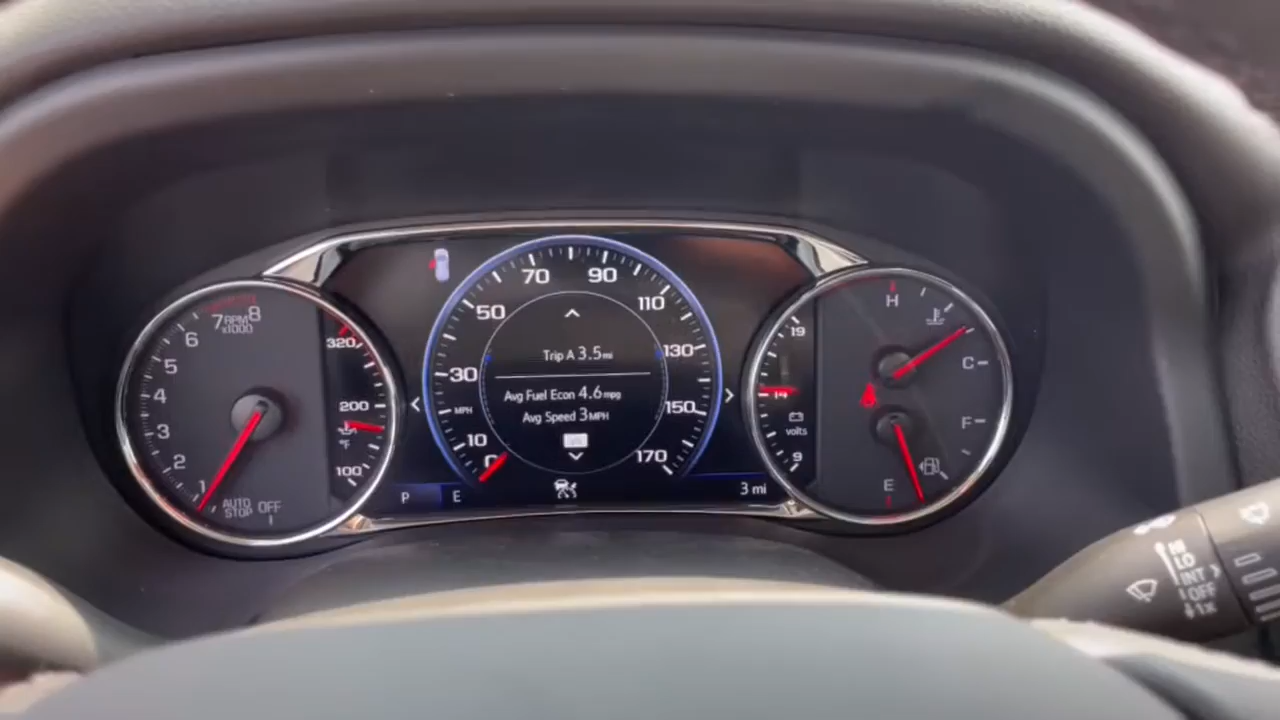 8
7
RPM
x1000
6
5
4
3
2
1
AUTO
STOP
OFF
320
200
°F
100
70
90
50
110
30
130
MPH
150
10
170
0
Trip A 3.5 mi
Avg Fuel Econ 4.6 mpg
Avg Speed 3 MPH
P
E
3 mi
19
14
volts
9
H
C
F
E
HI
LO
INT
OFF
1x